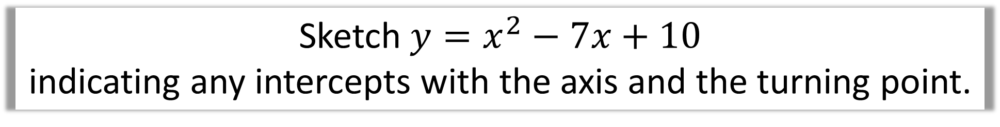 Sketch y = x² − 7x + 10
indicating any intercepts with the axis and the turning point.